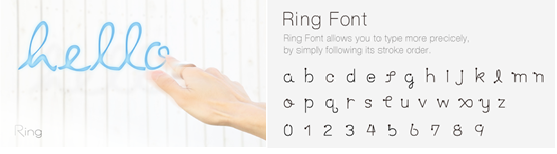 hello
Ring
Ring Font
Ring Font allows you to type more precicely,
by simply following its stroke order.
a b c d e f g h i j k l m n
o p q r s t u v w x y z
0 1 2 3 4 5 6 7 8 9